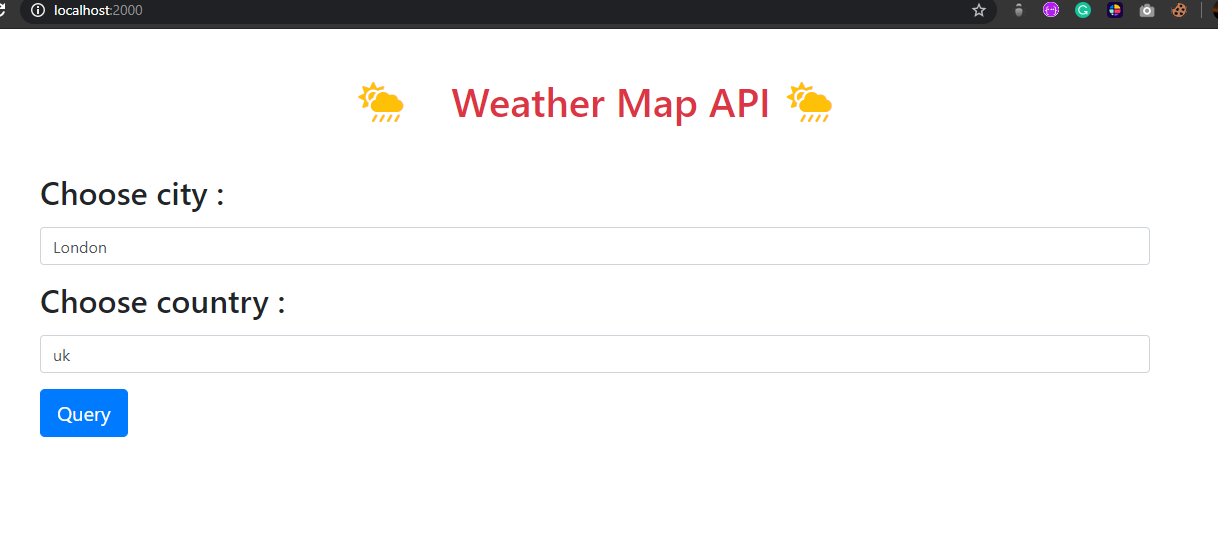 localhost:2000
Weather Map API
Choose city :
London
Choose country :
uk
Query